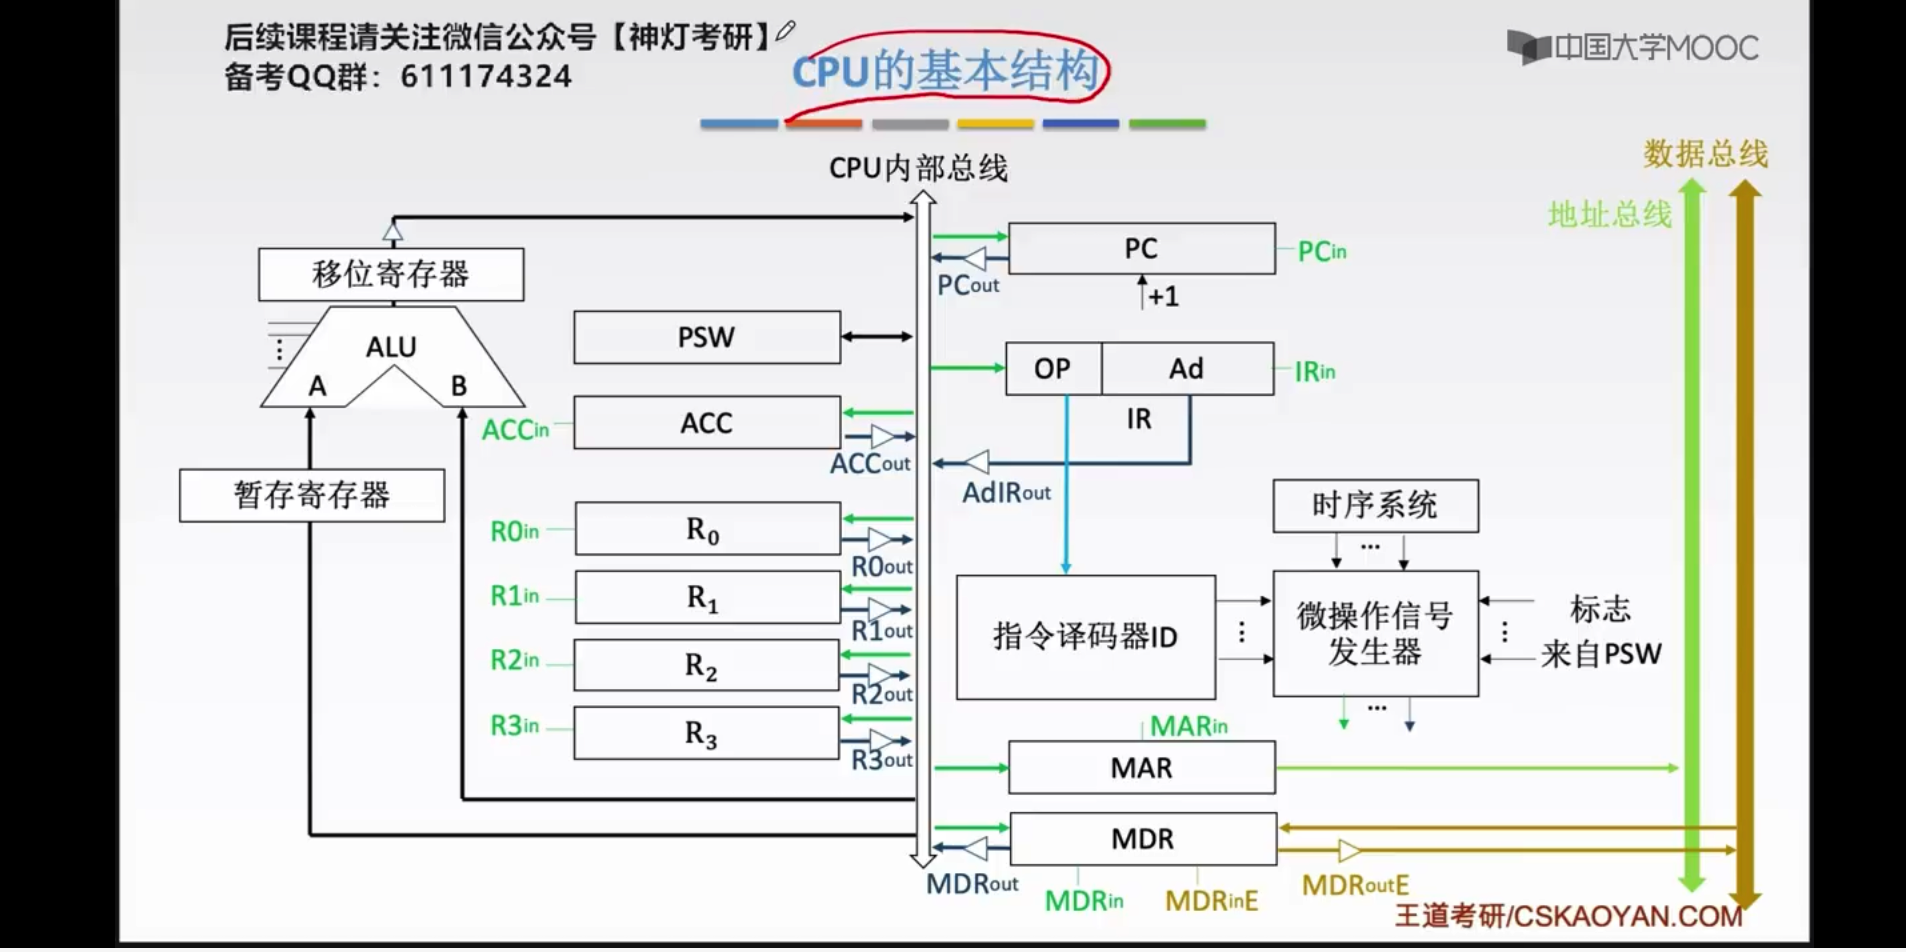 后续课程请关注微信公众号【神灯考研】
备考QQ群：611174324
CPU的基本结构
中国大学MOOC
数据总线
地址总线
CPU内部总线
移位寄存器
ALU
A
B
暂存寄存器
PSW
ACC
ACCin
ACCout
R0
R0in
R0out
R1
R1in
R1out
R2
R2in
R2out
R3
R3in
R3out
PC
PCin
PCout
+1
OP
Ad
IRin
IR
AdIRout
时序系统
...
指令译码器ID
⋮
微操作信号
发生器
⋮
标志
来自PSW
...
MARin
MAR
MDR
MDRout
MDRin
MDRinE
MDRoutE
王道考研/CSKAOYAN.COM